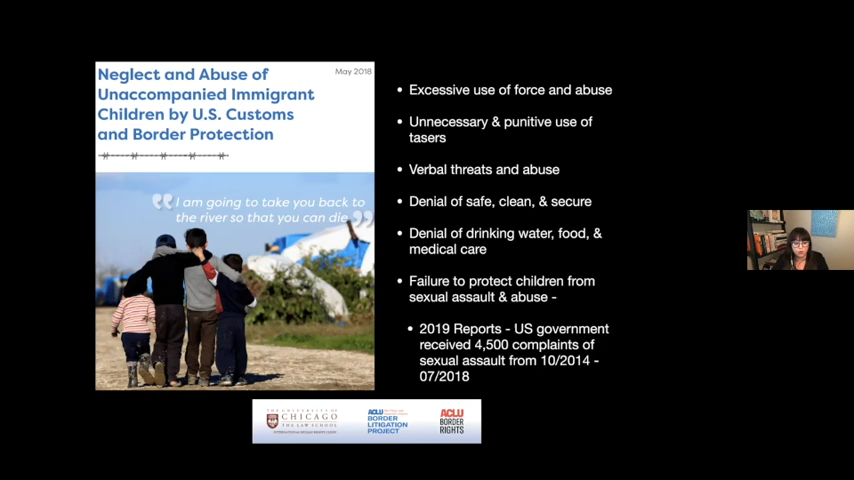 Neglect and Abuse of
May 2018
Unaccompanied Immigrant
Children by U.S. Customs
and Border Protection
“I am going to take you back to
the river so that you can die”
• Excessive use of force and abuse
• Unnecessary & punitive use of
tasers
• Verbal threats and abuse
• Denial of safe, clean, & secure
• Denial of drinking water, food, &
medical care
• Failure to protect children from
sexual assault & abuse -
• 2019 Reports - US government
received 4,500 complaints of
sexual assault from 10/2014 -
07/2018
THE UNIVERSITY OF
CHICAGO
THE LAW SCHOOL
INTERNATIONAL HUMAN RIGHTS CLINIC
ACLU
BORDER
LITIGATION
PROJECT
ACLU
BORDER
RIGHTS